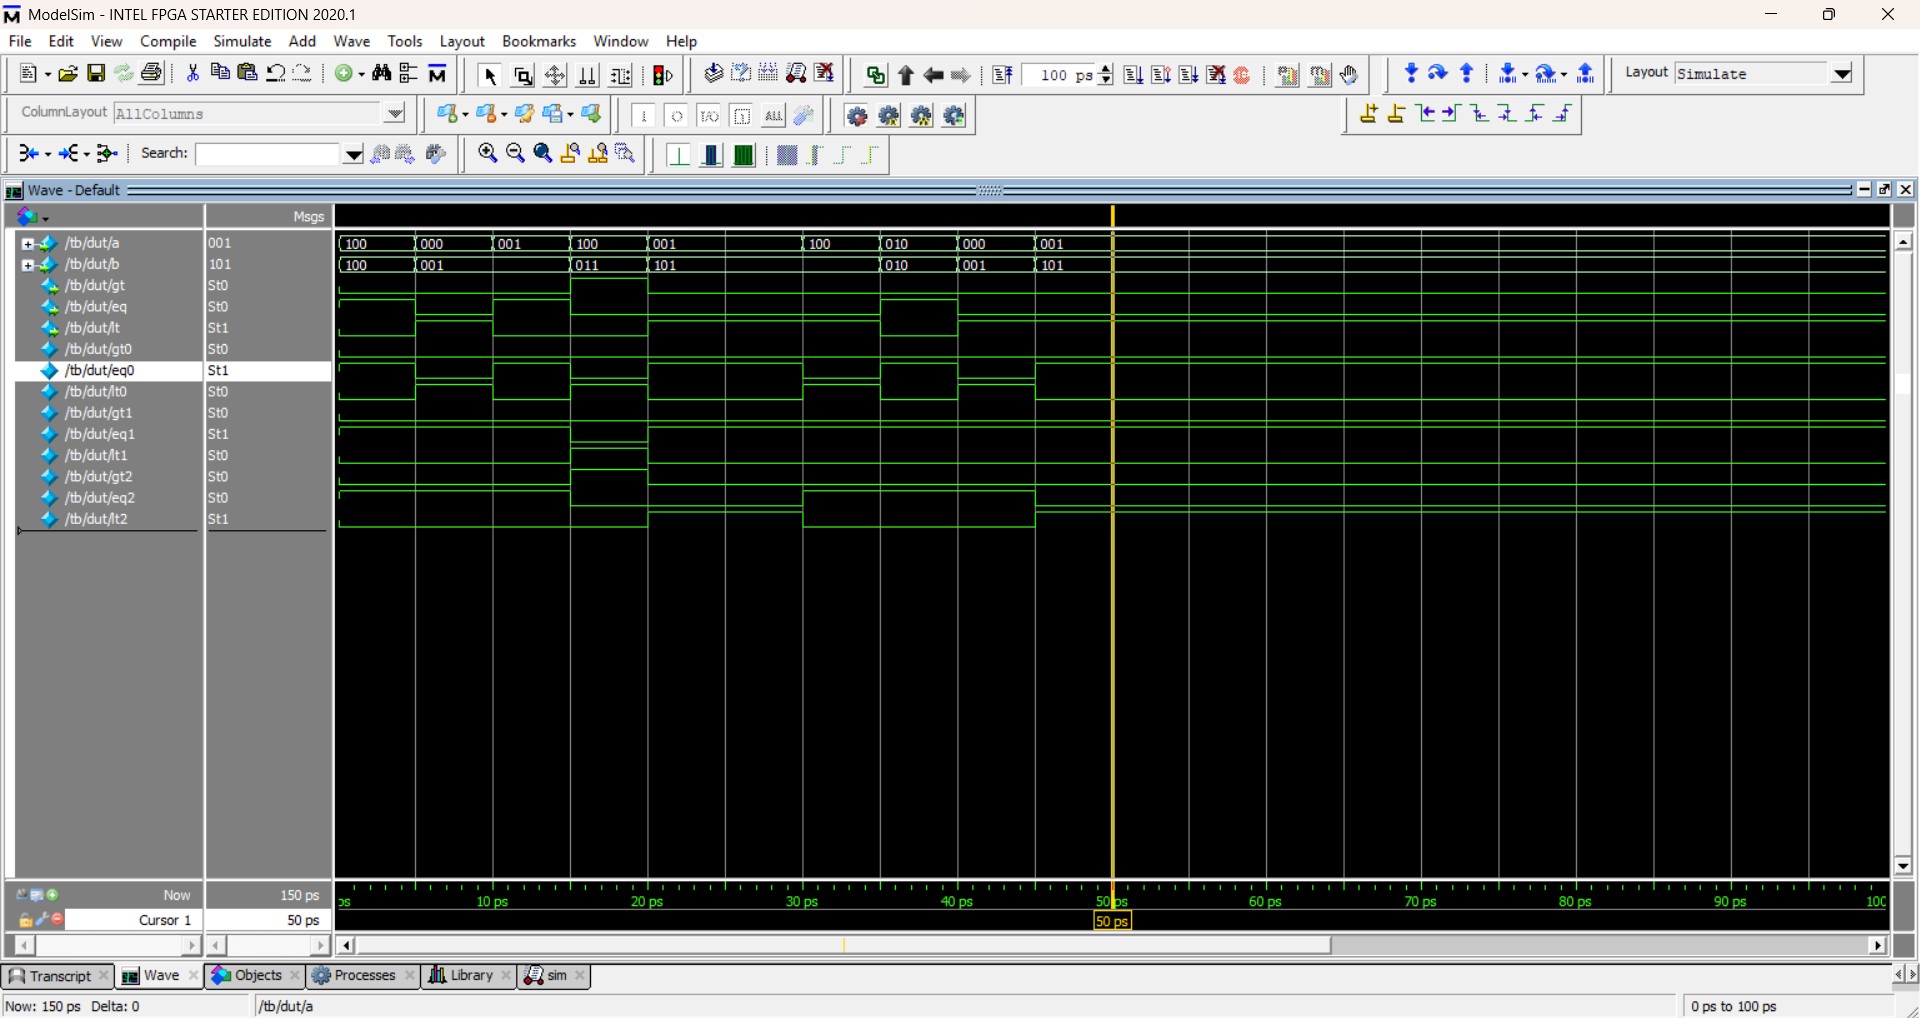 ModelSim - INTEL FPGA STARTER EDITION 2020.1
File Edit View Compile Simulate Add Wave Tools Layout Bookmarks Window Help
100 ps Layout Simulate
ColumnLayout AllColumns
Search:
Wave - Default
Msgs
/tb/dut/a 001 100 000 001 100 001 100 010 000 001
/tb/dut/b 101 100 001 011 101 010 001 101
/tb/dut/gt St0
/tb/dut/eq St0
/tb/dut/lt St1
/tb/dut/gt0 St0
/tb/dut/eq0 St1
/tb/dut/lt0 St0
/tb/dut/gt1 St0
/tb/dut/eq1 St1
/tb/dut/lt1 St0
/tb/dut/gt2 St0
/tb/dut/eq2 St0
/tb/dut/lt2 St1
Now 150 ps ps 10 ps 20 ps 30 ps 40 ps 50 ps 60 ps 70 ps 80 ps 90 ps 100
Cursor 1 50 ps 50 ps
Transcript Wave Objects Processes Library sim
Now: 150 ps Delta: 0 /tb/dut/a 0 ps to 100 ps